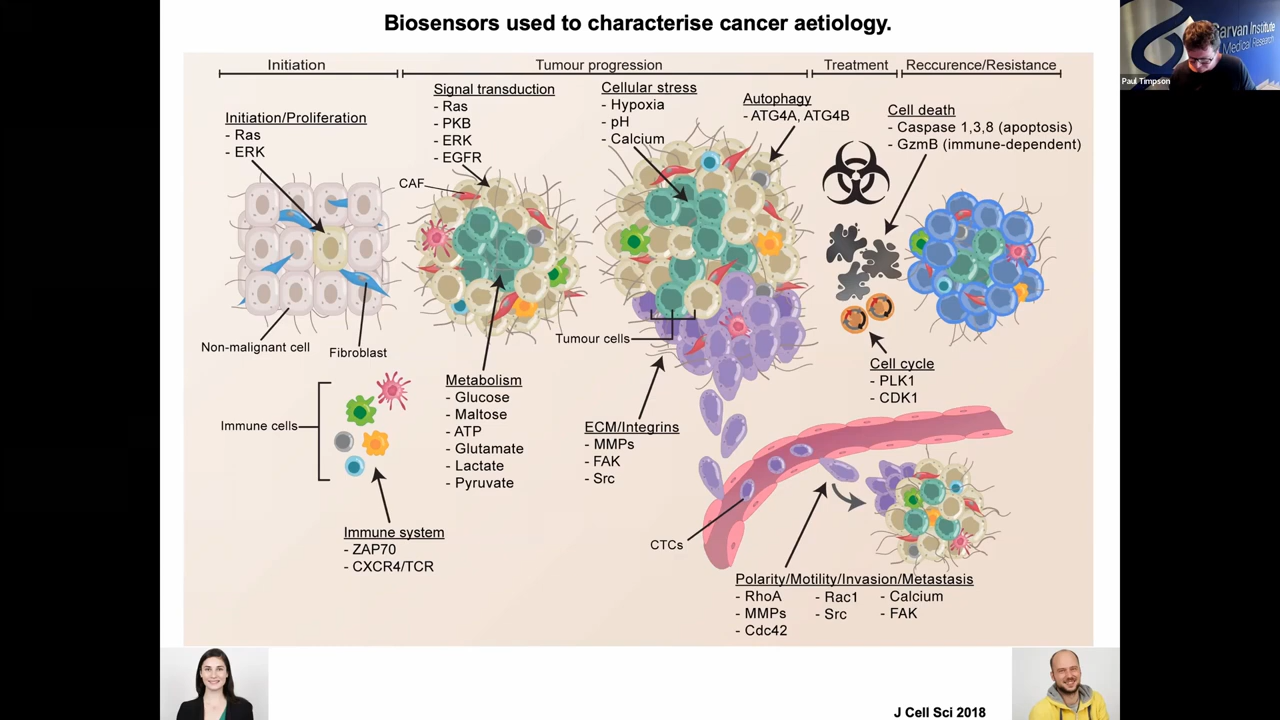 Biosensors used to characterise cancer aetiology.
Garvan Institute
of Medical Research
Paul Timpson
Initiation
Tumour progression
Treatment
Reccurence/Resistance
Initiation/Proliferation
- Ras
- ERK
Signal transduction
- Ras
- PKB
- ERK
- EGFR
CAF
Cellular stress
- Hypoxia
- pH
- Calcium
Autophagy
- ATG4A, ATG4B
Cell death
- Caspase 1,3,8 (apoptosis)
- GzmB (immune-dependent)
Non-malignant cell
Fibroblast
Tumour cells
Immune cells
Metabolism
- Glucose
- Maltose
- ATP
- Glutamate
- Lactate
- Pyruvate
ECM/Integrins
- MMPs
- FAK
- Src
Cell cycle
- PLK1
- CDK1
Immune system
- ZAP70
- CXCR4/TCR
CTCs
Polarity/Motility/Invasion/Metastasis
- RhoA - Rac1 - Calcium
- MMPs - Src - FAK
- Cdc42
J Cell Sci 2018